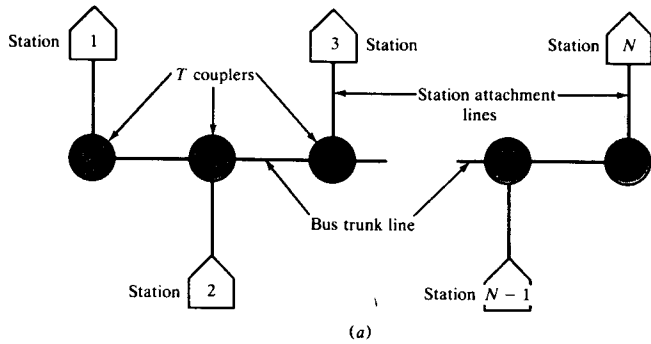 Station 1
3 Station
Station N
T couplers
Station attachment
lines
Bus trunk line
Station 2
Station N − 1
(a)